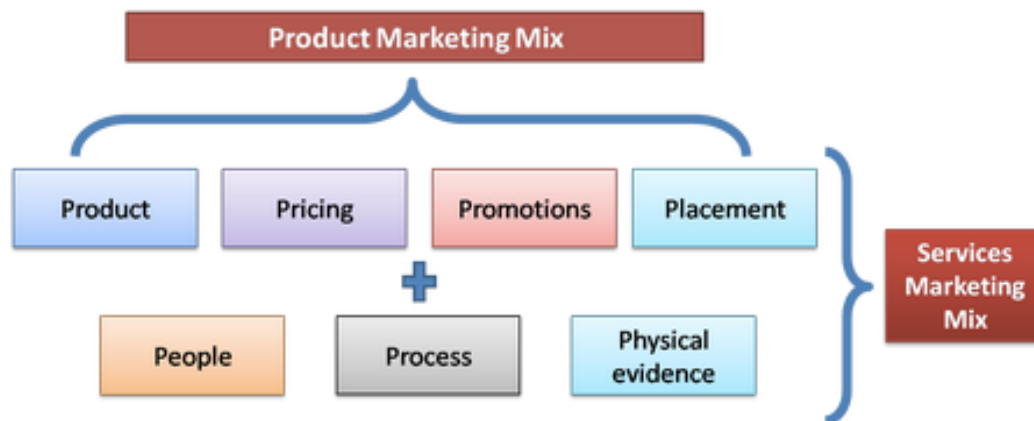 Product Marketing Mix
Product
Pricing
Promotions
Placement
Services
Marketing
Mix
People
Process
Physical
evidence